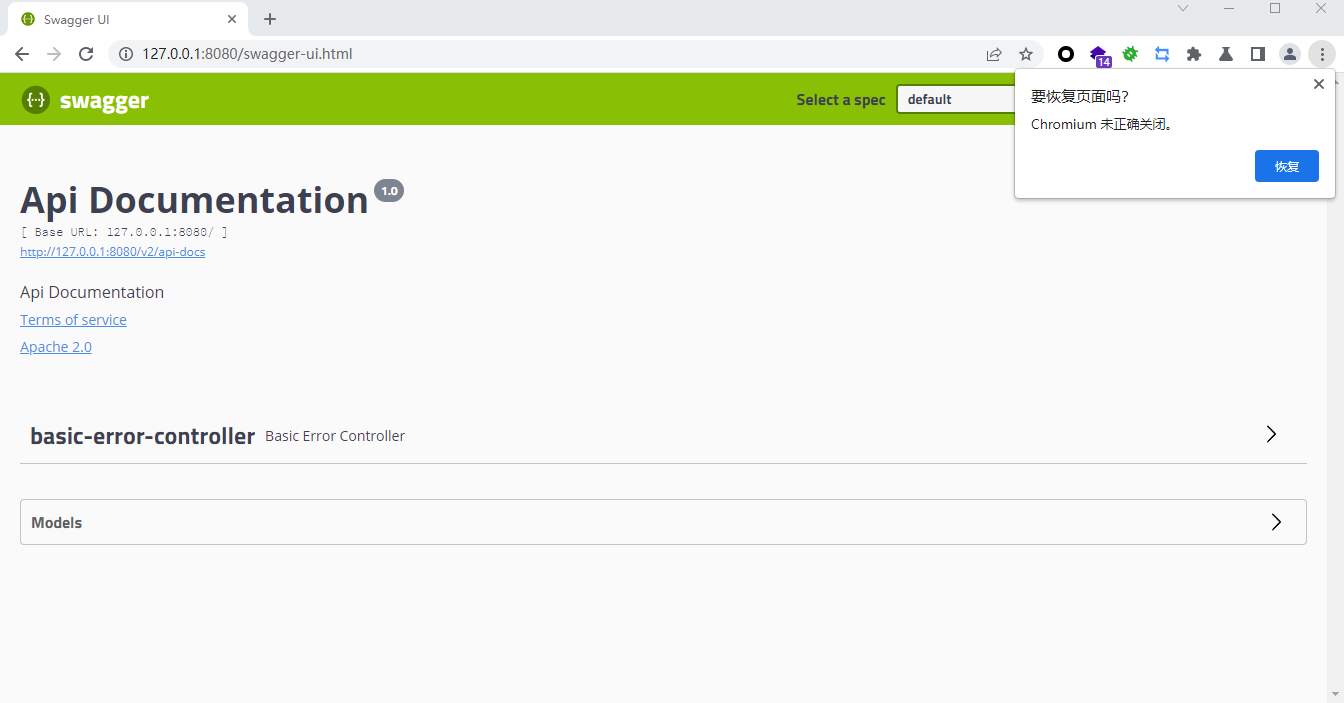 Swagger UI
127.0.0.1:8080/swagger-ui.html
14
swagger
Select a spec
default
要恢复页面吗?
Chromium 未正确关闭。
恢复
Api Documentation 1.0
[ Base URL: 127.0.0.1:8080/ ]
http://127.0.0.1:8080/v2/api-docs
Api Documentation
Terms of service
Apache 2.0
basic-error-controller Basic Error Controller
Models